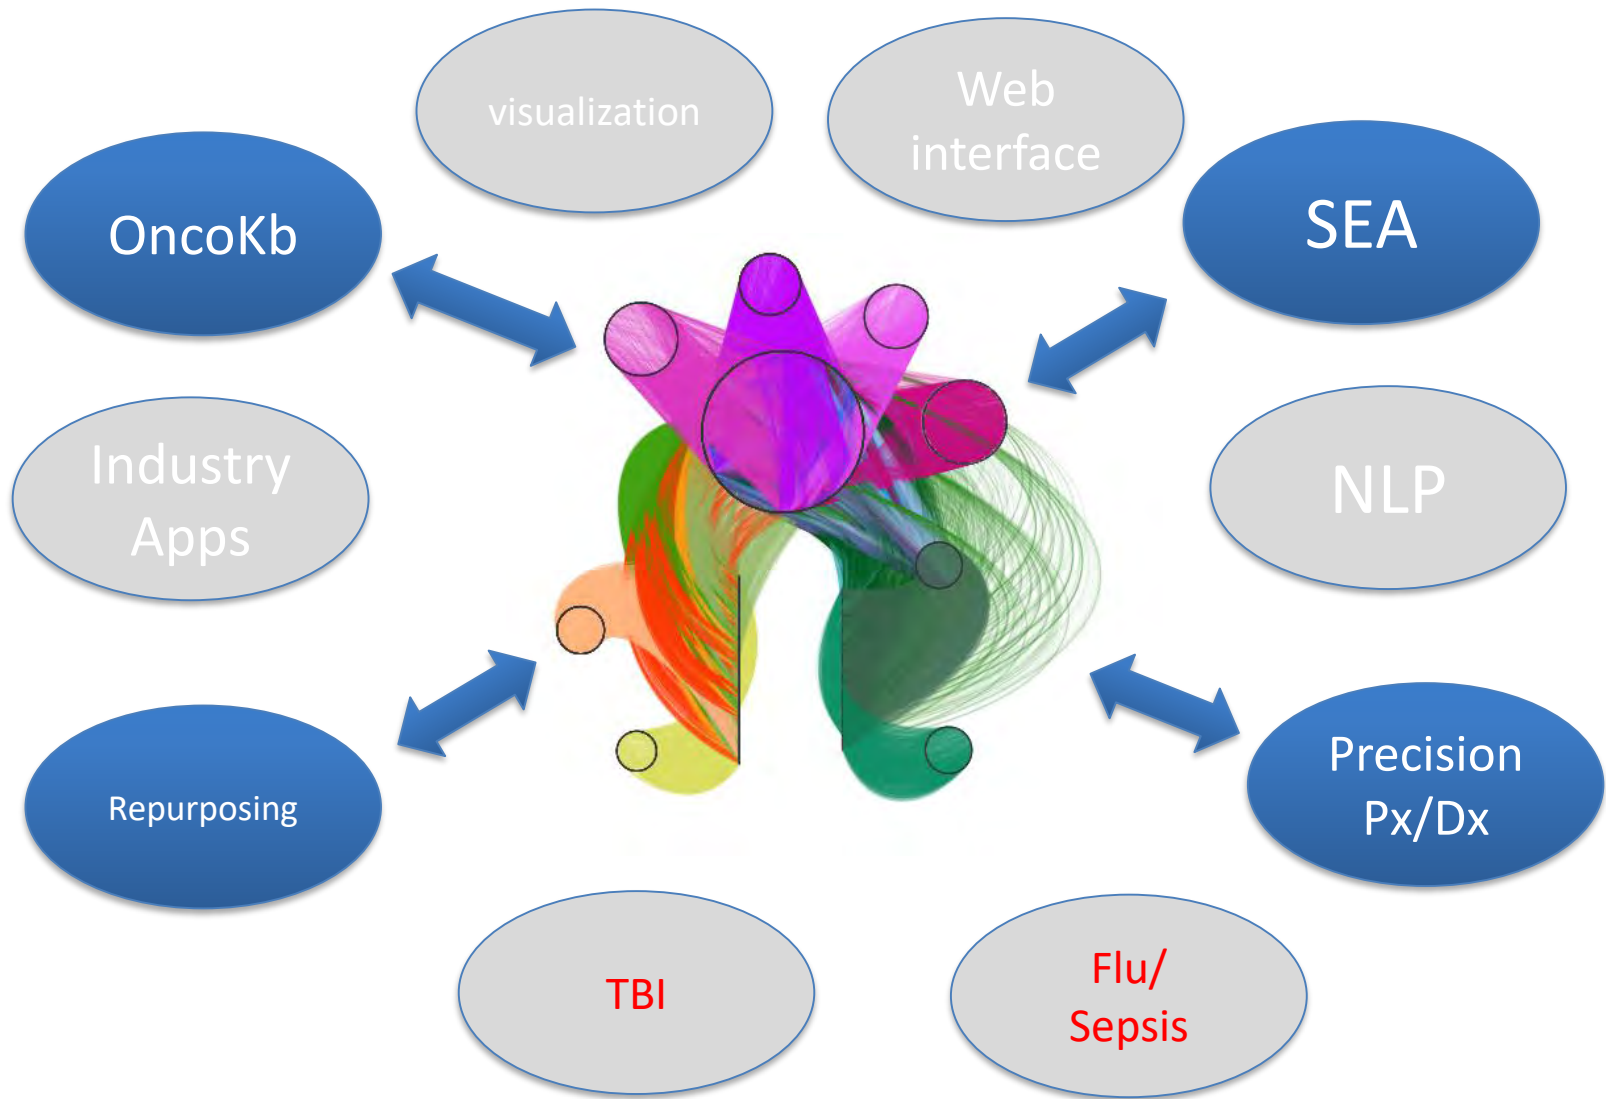 visualization
Web
interface
OncoKb
SEA
Industry
Apps
NLP
Repurposing
Precision
Px/Dx
TBI
Flu/
Sepsis